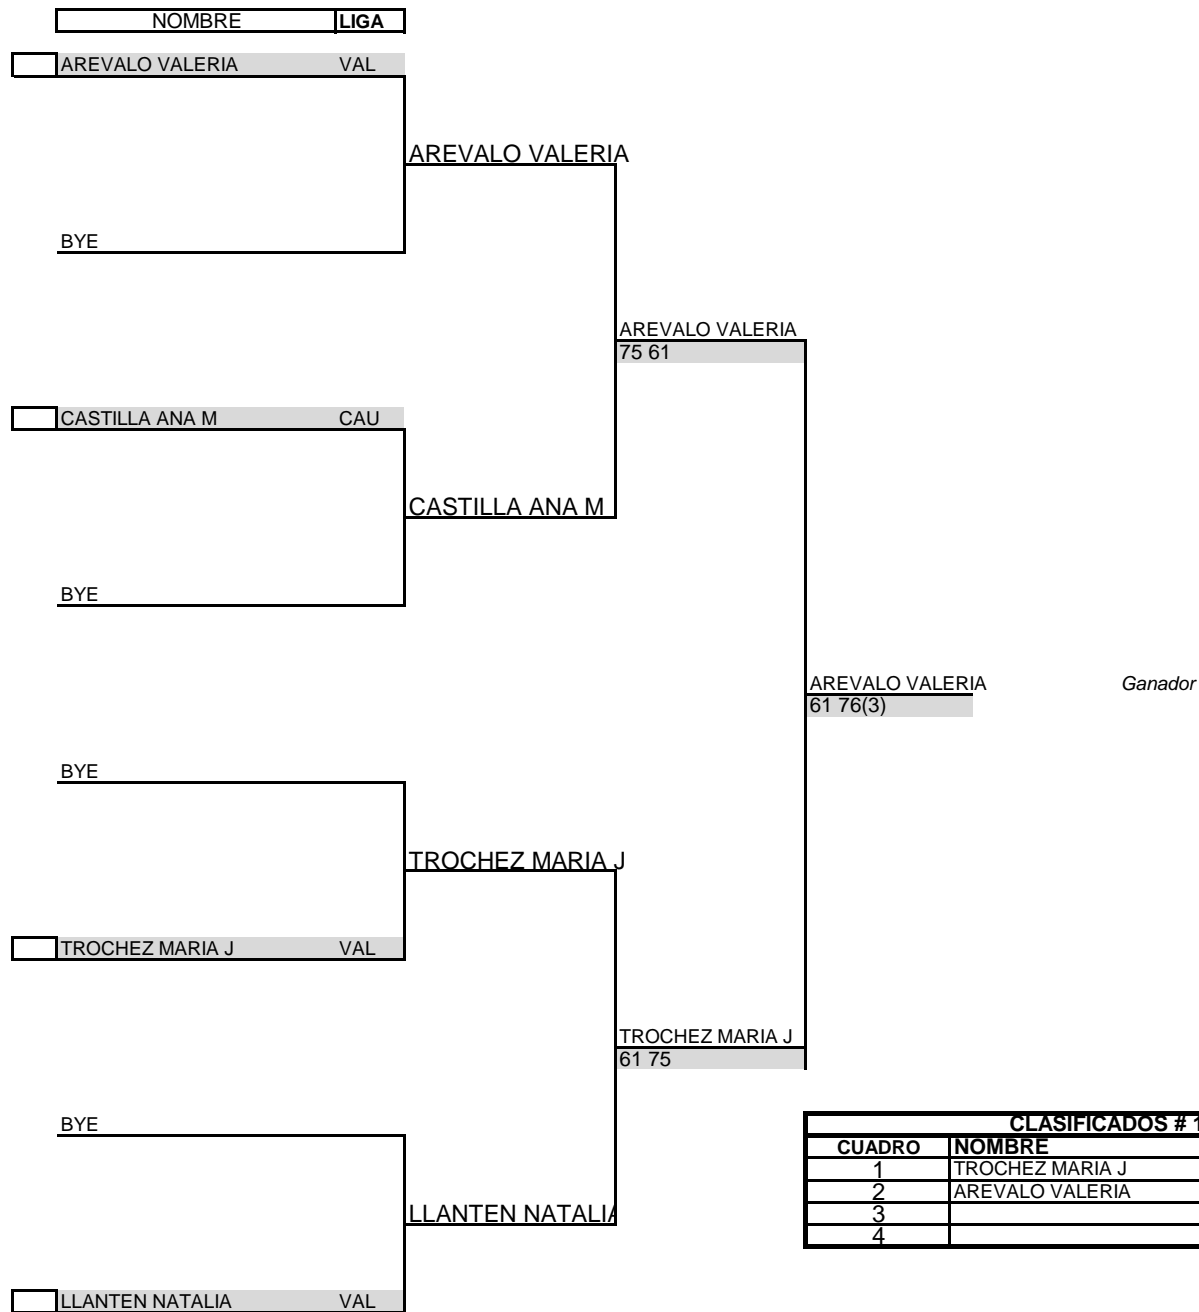 NOMBRE LIGA
AREVALO VALERIA VAL
AREVALO VALERIA
BYE
AREVALO VALERIA
75 61
CASTILLA ANA M CAU
CASTILLA ANA M
BYE
AREVALO VALERIA Ganador
61 76(3)
BYE
TROCHEZ MARIA J
TROCHEZ MARIA J VAL
TROCHEZ MARIA J
61 75
BYE
CLASIFICADOS # 1
CUADRO NOMBRE
1 TROCHEZ MARIA J
2 AREVALO VALERIA
3
4
LLANTEN NATALIA
LLANTEN NATALIA VAL